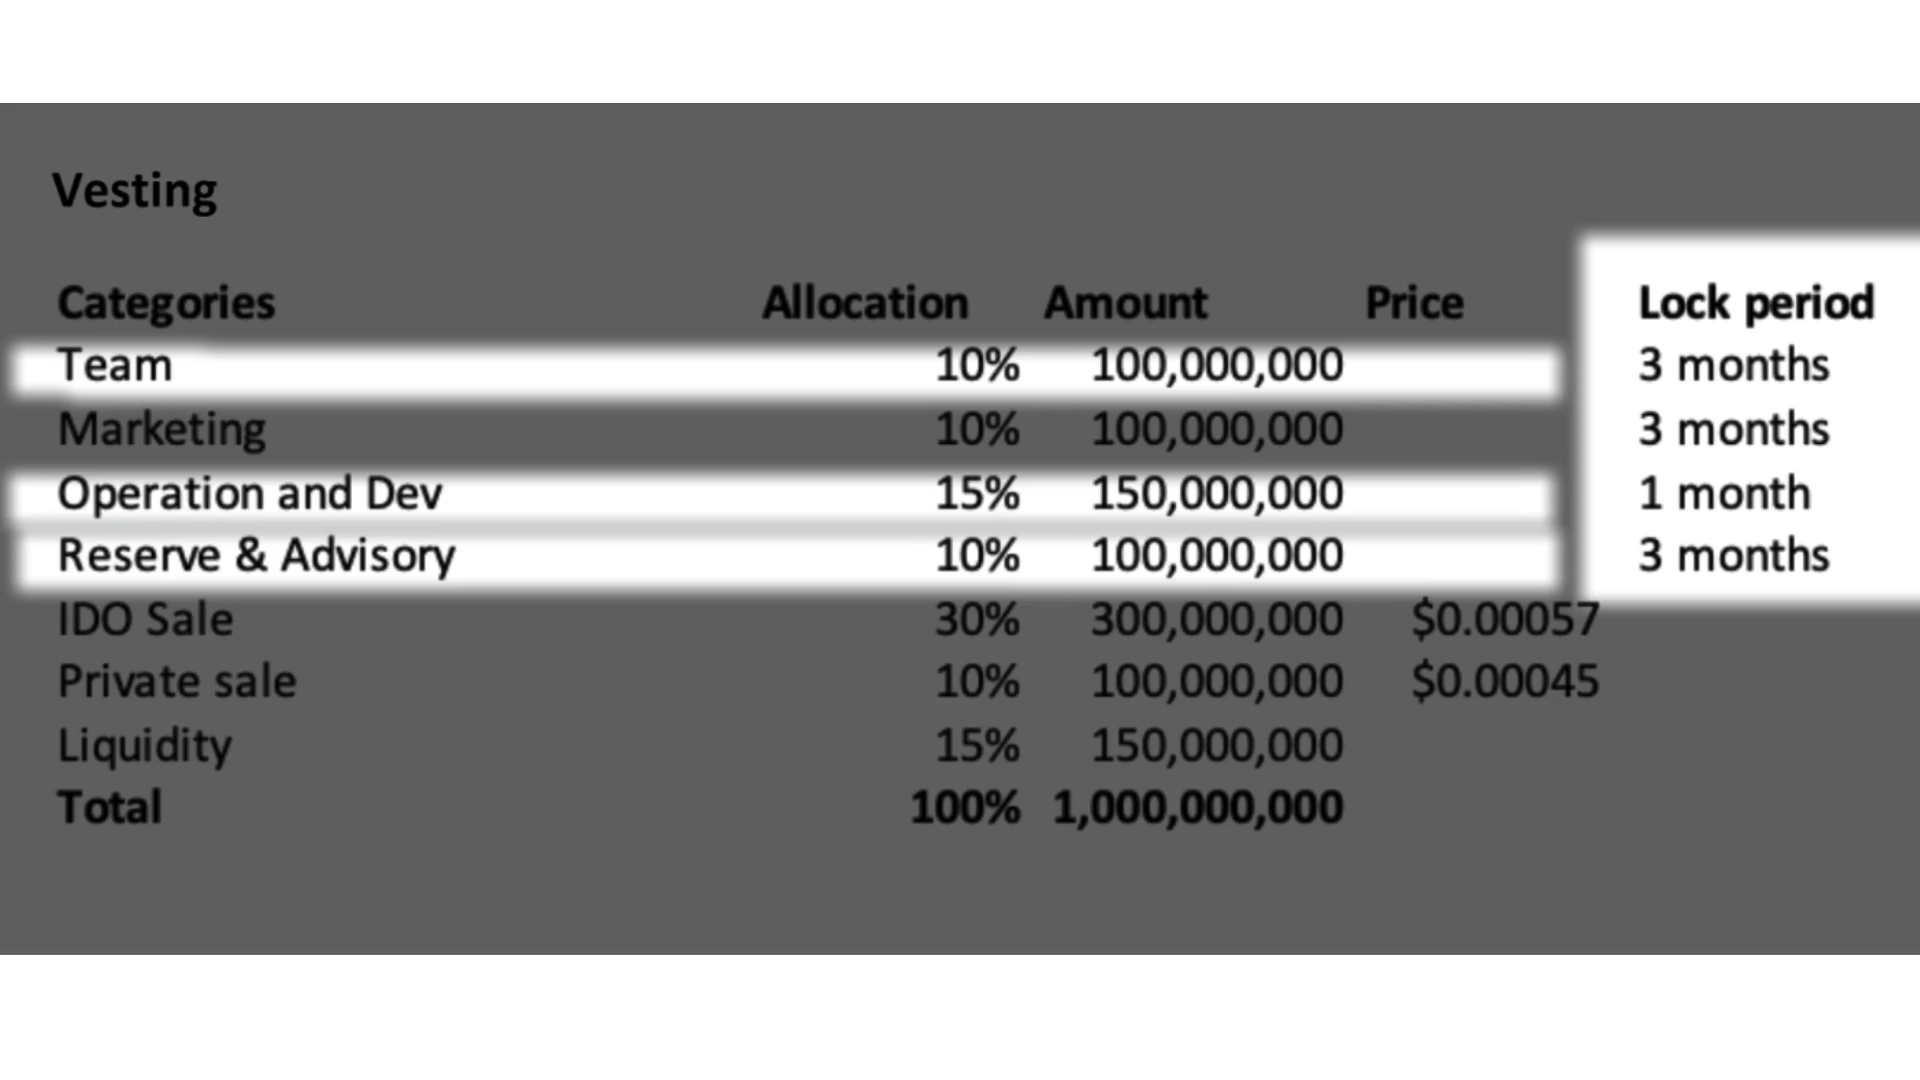 Vesting
Categories Allocation Amount Price Lock period
Team 10% 100,000,000 3 months
Marketing 10% 100,000,000 3 months
Operation and Dev 15% 150,000,000 1 month
Reserve & Advisory 10% 100,000,000 3 months
IDO Sale 30% 300,000,000 $0.00057
Private sale 10% 100,000,000 $0.00045
Liquidity 15% 150,000,000
Total 100% 1,000,000,000